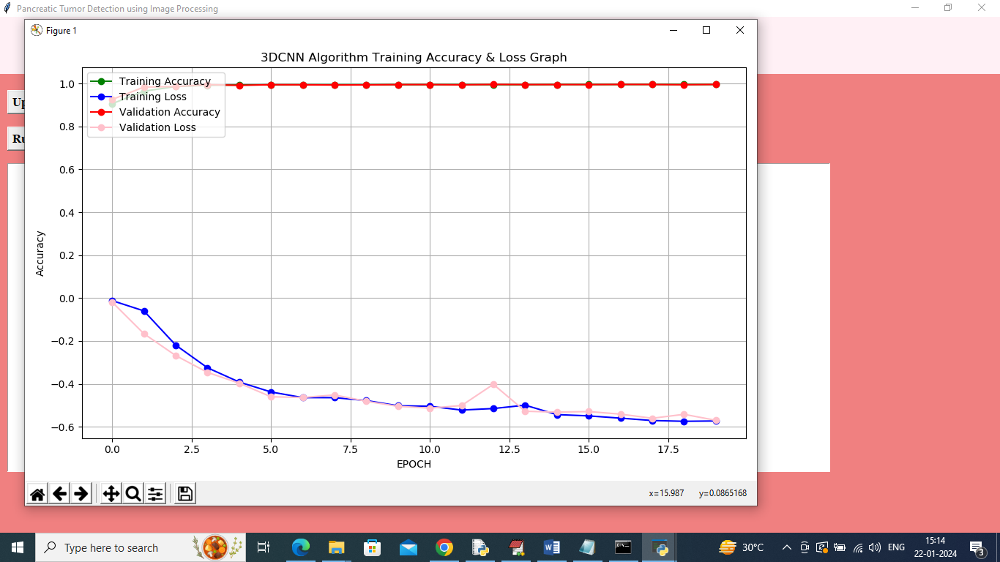 Pancreatic Tumor Detection using Image Processing
Figure 1
3DCNN Algorithm Training Accuracy & Loss Graph
Training Accuracy
Training Loss
Validation Accuracy
Validation Loss
1.0
0.8
0.6
0.4
0.2
0.0
−0.2
−0.4
−0.6
Accuracy
0.0 2.5 5.0 7.5 10.0 12.5 15.0 17.5
EPOCH
x=15.987 y=0.0865168
Up
Ru
Type here to search
30°C
ENG
15:14
22-01-2024
3